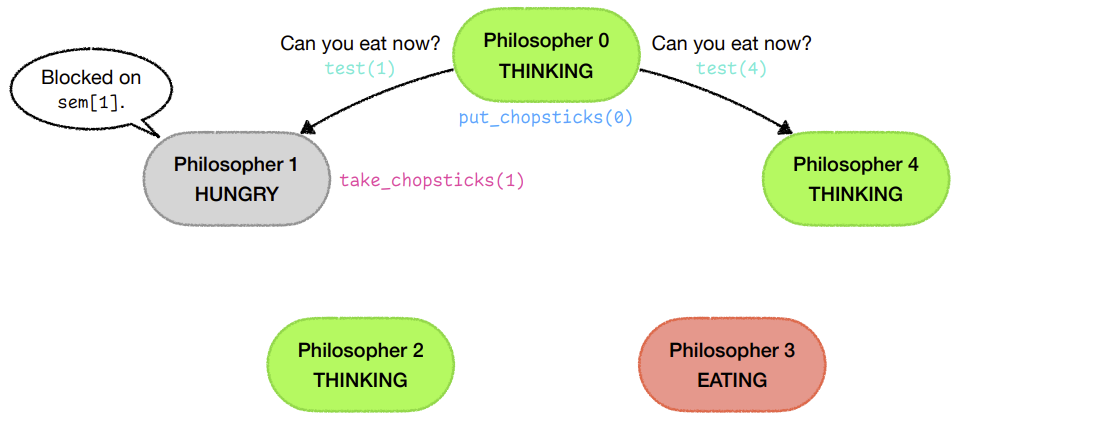 Can you eat now?
test(1)
Philosopher 0
THINKING
Can you eat now?
test(4)
put_chopsticks(0)
Blocked on
sem[1].
Philosopher 1
HUNGRY
take_chopsticks(1)
Philosopher 4
THINKING
Philosopher 2
THINKING
Philosopher 3
EATING